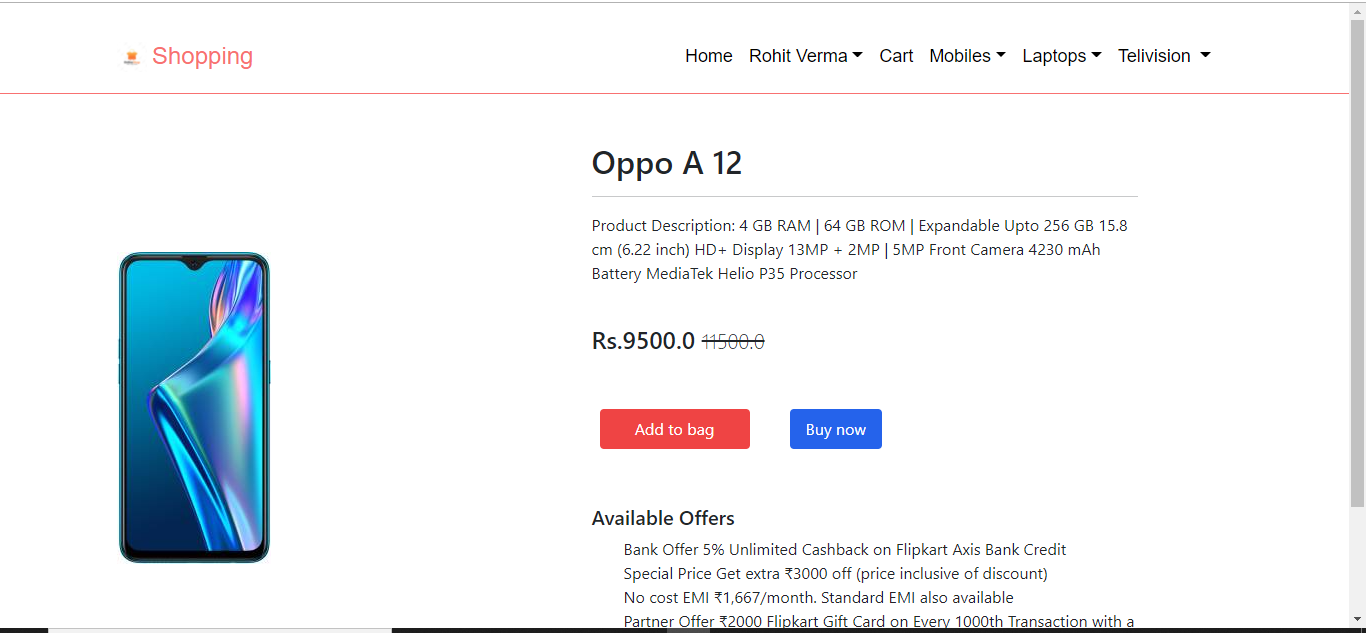 Shopping
Home Rohit Verma Cart Mobiles Laptops Telivision
Oppo A 12
Product Description: 4 GB RAM | 64 GB ROM | Expandable Upto 256 GB 15.8
cm (6.22 inch) HD+ Display 13MP + 2MP | 5MP Front Camera 4230 mAh
Battery MediaTek Helio P35 Processor
Rs.9500.0 11500.0
Add to bag Buy now
Available Offers
Bank Offer 5% Unlimited Cashback on Flipkart Axis Bank Credit
Special Price Get extra ₹3000 off (price inclusive of discount)
No cost EMI ₹1,667/month. Standard EMI also available
Partner Offer ₹2000 Flipkart Gift Card on Every 1000th Transaction with a